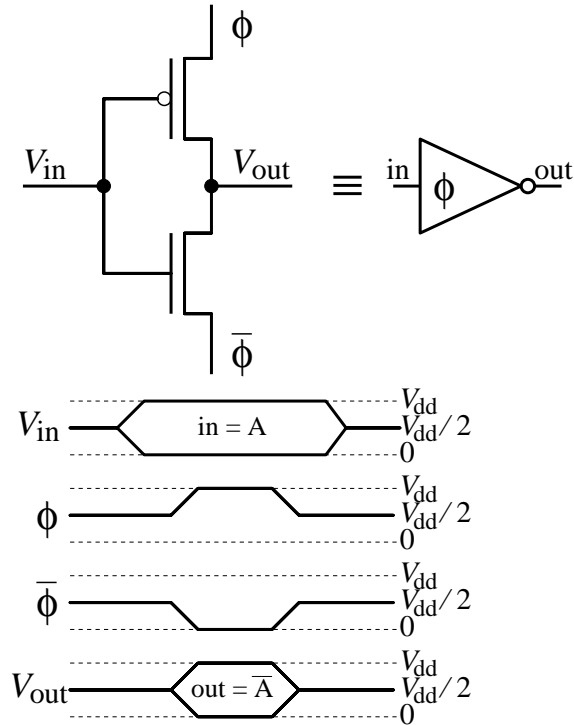 ϕ
V_in V_out ≡ in ϕ out
ϕ̅
V_in in = A V_dd
V_dd/2
0
ϕ V_dd
V_dd/2
0
ϕ̅ V_dd
V_dd/2
0
V_out out = A̅ V_dd
V_dd/2
0